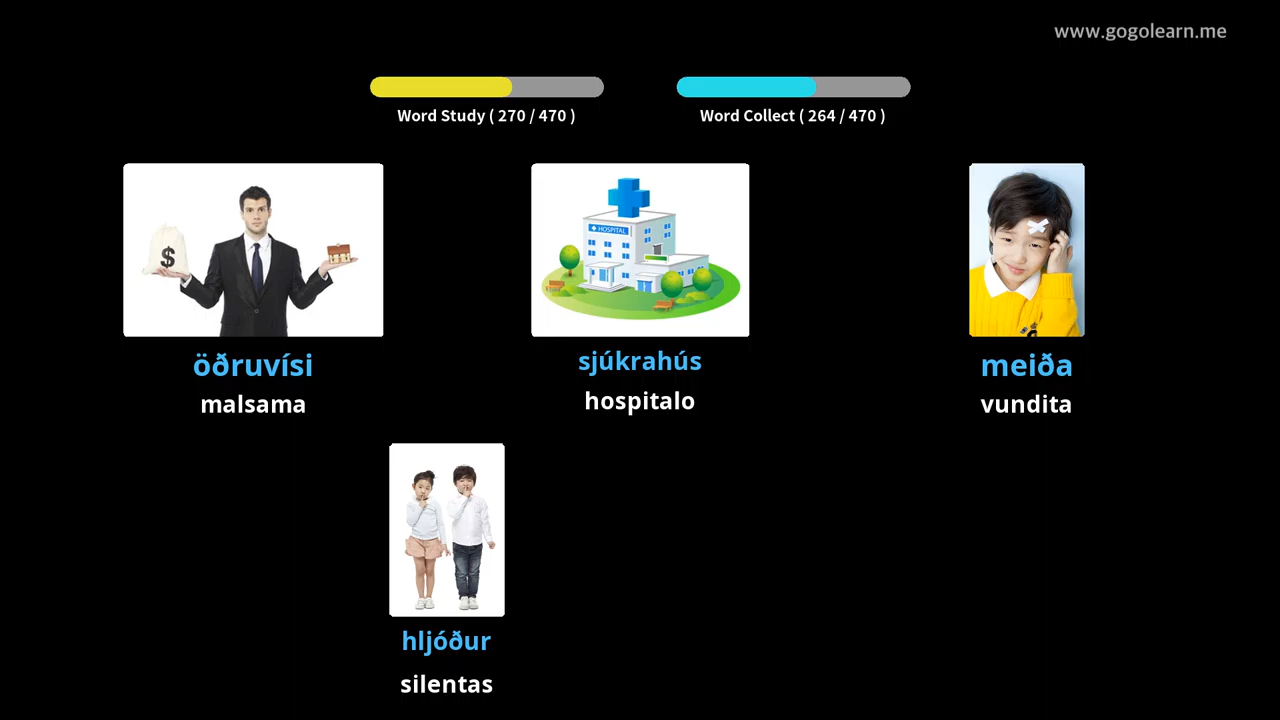 www.gogolearn.me
Word Study ( 270 / 470 )
Word Collect ( 264 / 470 )
$
HOSPITAL
öðruvísi
malsama
sjúkrahús
hospitalo
meiða
vundita
hljóður
silentas